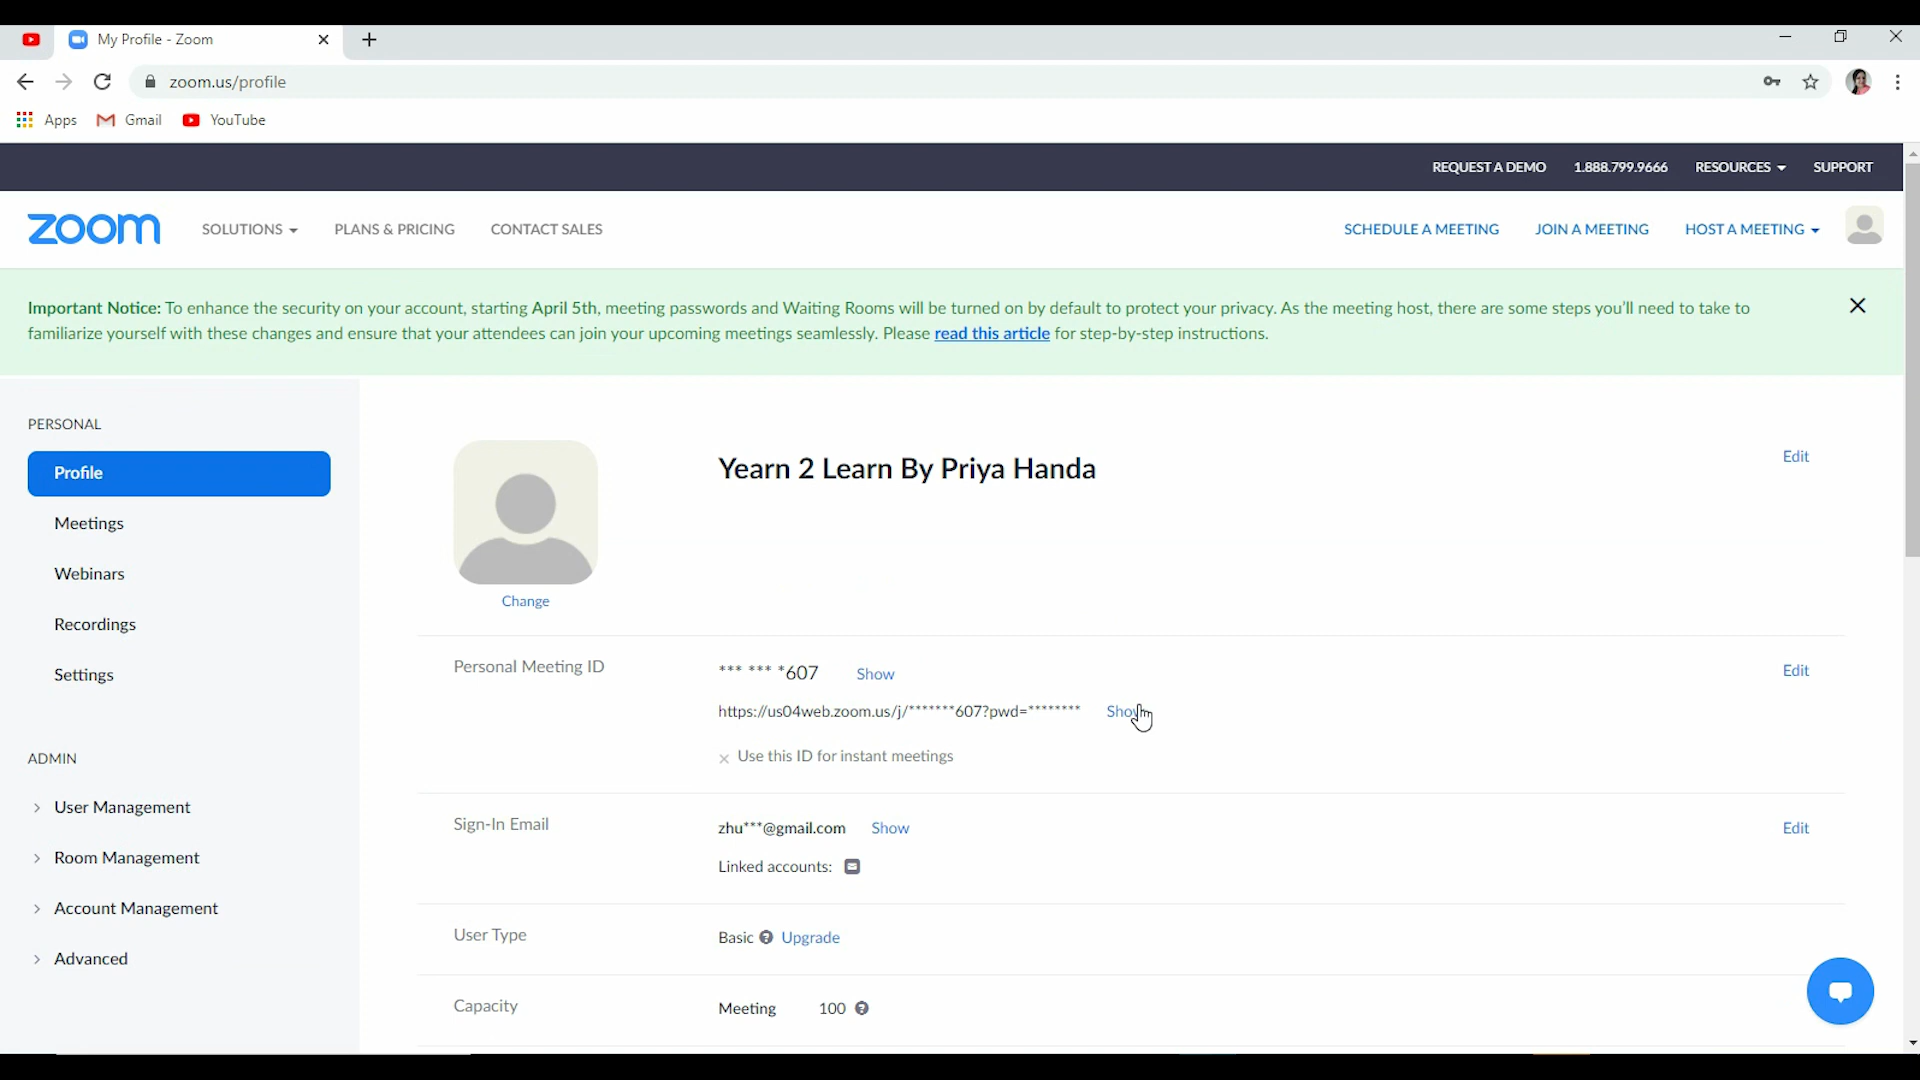 My Profile - Zoom
zoom.us/profile
Apps Gmail YouTube
REQUEST A DEMO 1.888.799.9666 RESOURCES SUPPORT
zoom SOLUTIONS PLANS & PRICING CONTACT SALES SCHEDULE A MEETING JOIN A MEETING HOST A MEETING
Important Notice: To enhance the security on your account, starting April 5th, meeting passwords and Waiting Rooms will be turned on by default to protect your privacy. As the meeting host, there are some steps you'll need to take to
familiarize yourself with these changes and ensure that your attendees can join your upcoming meetings seamlessly. Please read this article for step-by-step instructions.
PERSONAL
Profile
Meetings
Webinars
Recordings
Settings
ADMIN
User Management
Room Management
Account Management
Advanced
Yearn 2 Learn By Priya Handa Edit
Change
Personal Meeting ID *** *** *607 Show Edit
https://us04web.zoom.us/j/*******607?pwd=******** Show
Use this ID for instant meetings
Sign-In Email zhu***@gmail.com Show Edit
Linked accounts:
User Type Basic Upgrade
Capacity Meeting 100